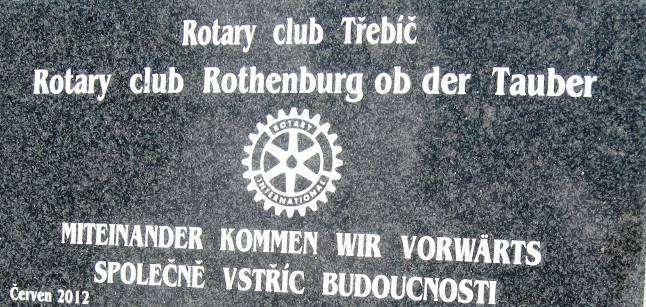 Rotary club Třebíč
Rotary club Rothenburg ob der Tauber
ROTARY
INTERNATIONAL
MITEINANDER KOMMEN WIR VORWÄRTS
SPOLEČNĚ VSTŘÍC BUDOUCNOSTI
Červen 2012